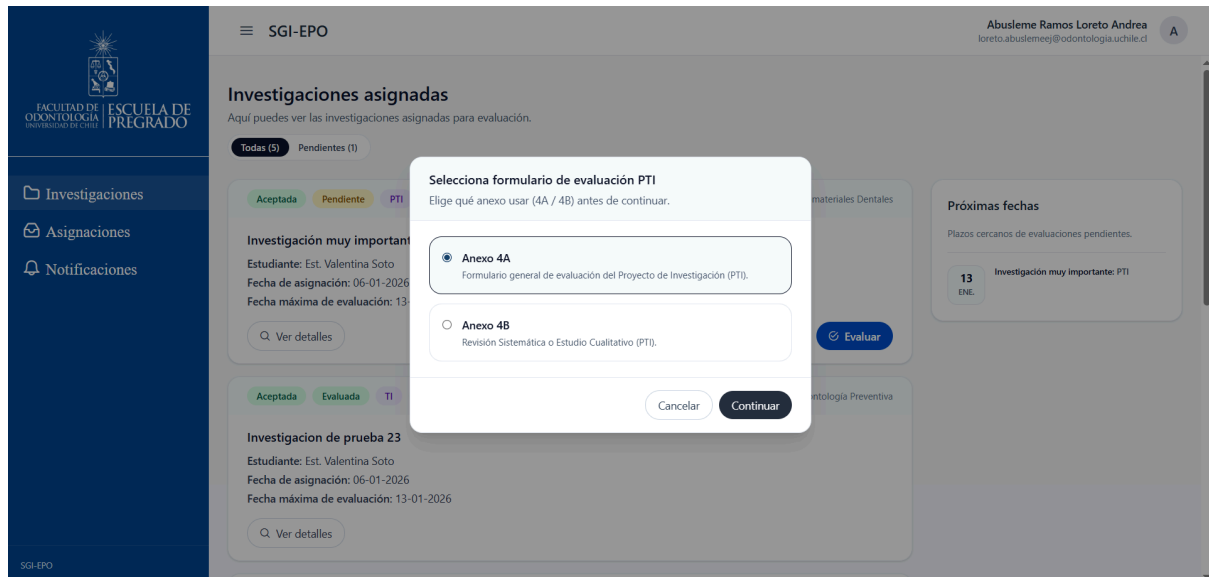 FACULTAD DE ODONTOLOGÍA
UNIVERSIDAD DE CHILE
ESCUELA DE PREGRADO
Investigaciones
Asignaciones
Notificaciones
SGI-EPO
SGI-EPO
Abusleme Ramos Loreto Andrea
loreto.abuslemeej@odontologia.uchile.cl
A
Investigaciones asignadas
Aquí puedes ver las investigaciones asignadas para evaluación.
Todas (5) Pendientes (1)
Aceptada Pendiente PTI materiales Dentales
Investigación muy important
Estudiante: Est. Valentina Soto
Fecha de asignación: 06-01-2026
Fecha máxima de evaluación: 13-
Ver detalles Evaluar
Aceptada Evaluada TI ntología Preventiva
Investigacion de prueba 23
Estudiante: Est. Valentina Soto
Fecha de asignación: 06-01-2026
Fecha máxima de evaluación: 13-01-2026
Ver detalles
Selecciona formulario de evaluación PTI
Elige qué anexo usar (4A / 4B) antes de continuar.
Anexo 4A
Formulario general de evaluación del Proyecto de Investigación (PTI).
Anexo 4B
Revisión Sistemática o Estudio Cualitativo (PTI).
Cancelar Continuar
Próximas fechas
Plazos cercanos de evaluaciones pendientes.
13
ENE.
Investigación muy importante: PTI